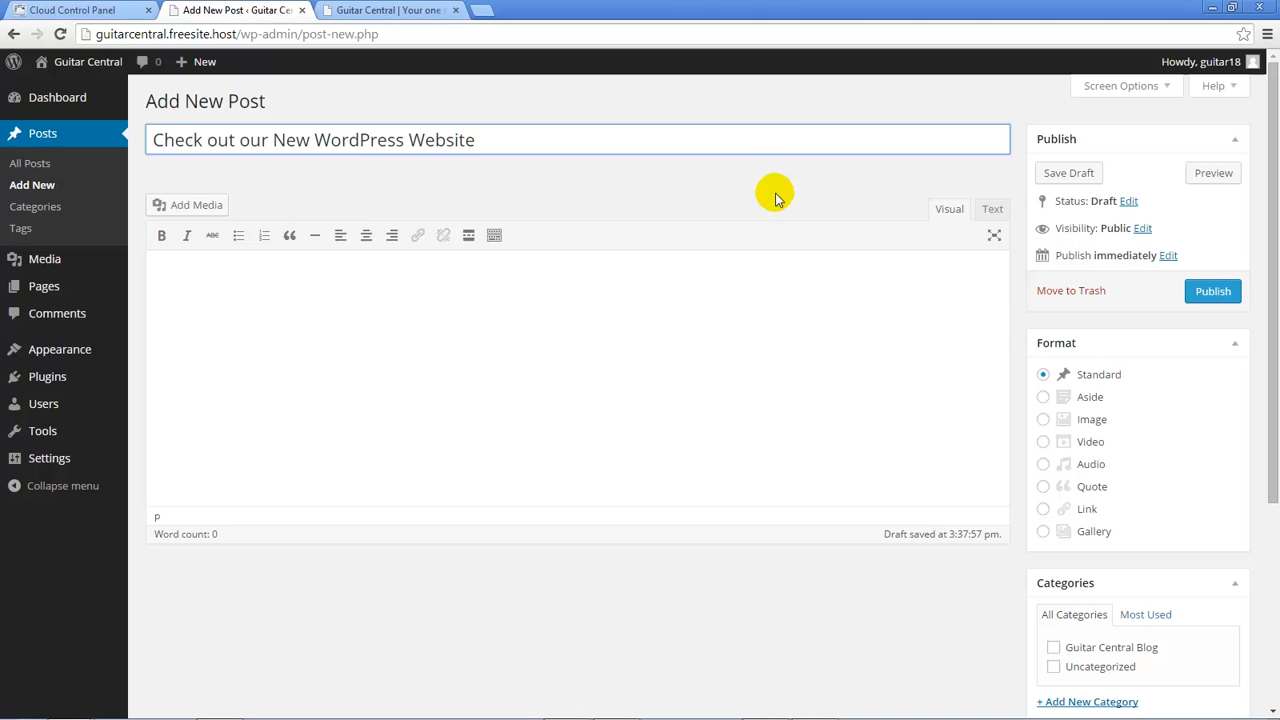 Cloud Control Panel
Add New Post ‹ Guitar Ce
Guitar Central | Your one s
guitarcentral.freesite.host/wp-admin/post-new.php
Guitar Central
0
New
Howdy, guitar18
Dashboard
Posts
All Posts
Add New
Categories
Tags
Media
Pages
Comments
Appearance
Plugins
Users
Tools
Settings
Collapse menu
Screen Options
Help
Add New Post
Check out our New WordPress Website
Add Media
Visual
Text
B I ABC
p
Word count: 0
Draft saved at 3:37:57 pm.
Publish
Save Draft
Preview
Status: Draft Edit
Visibility: Public Edit
Publish immediately Edit
Move to Trash
Publish
Format
Standard
Aside
Image
Video
Audio
Quote
Link
Gallery
Categories
All Categories
Most Used
Guitar Central Blog
Uncategorized
+ Add New Category